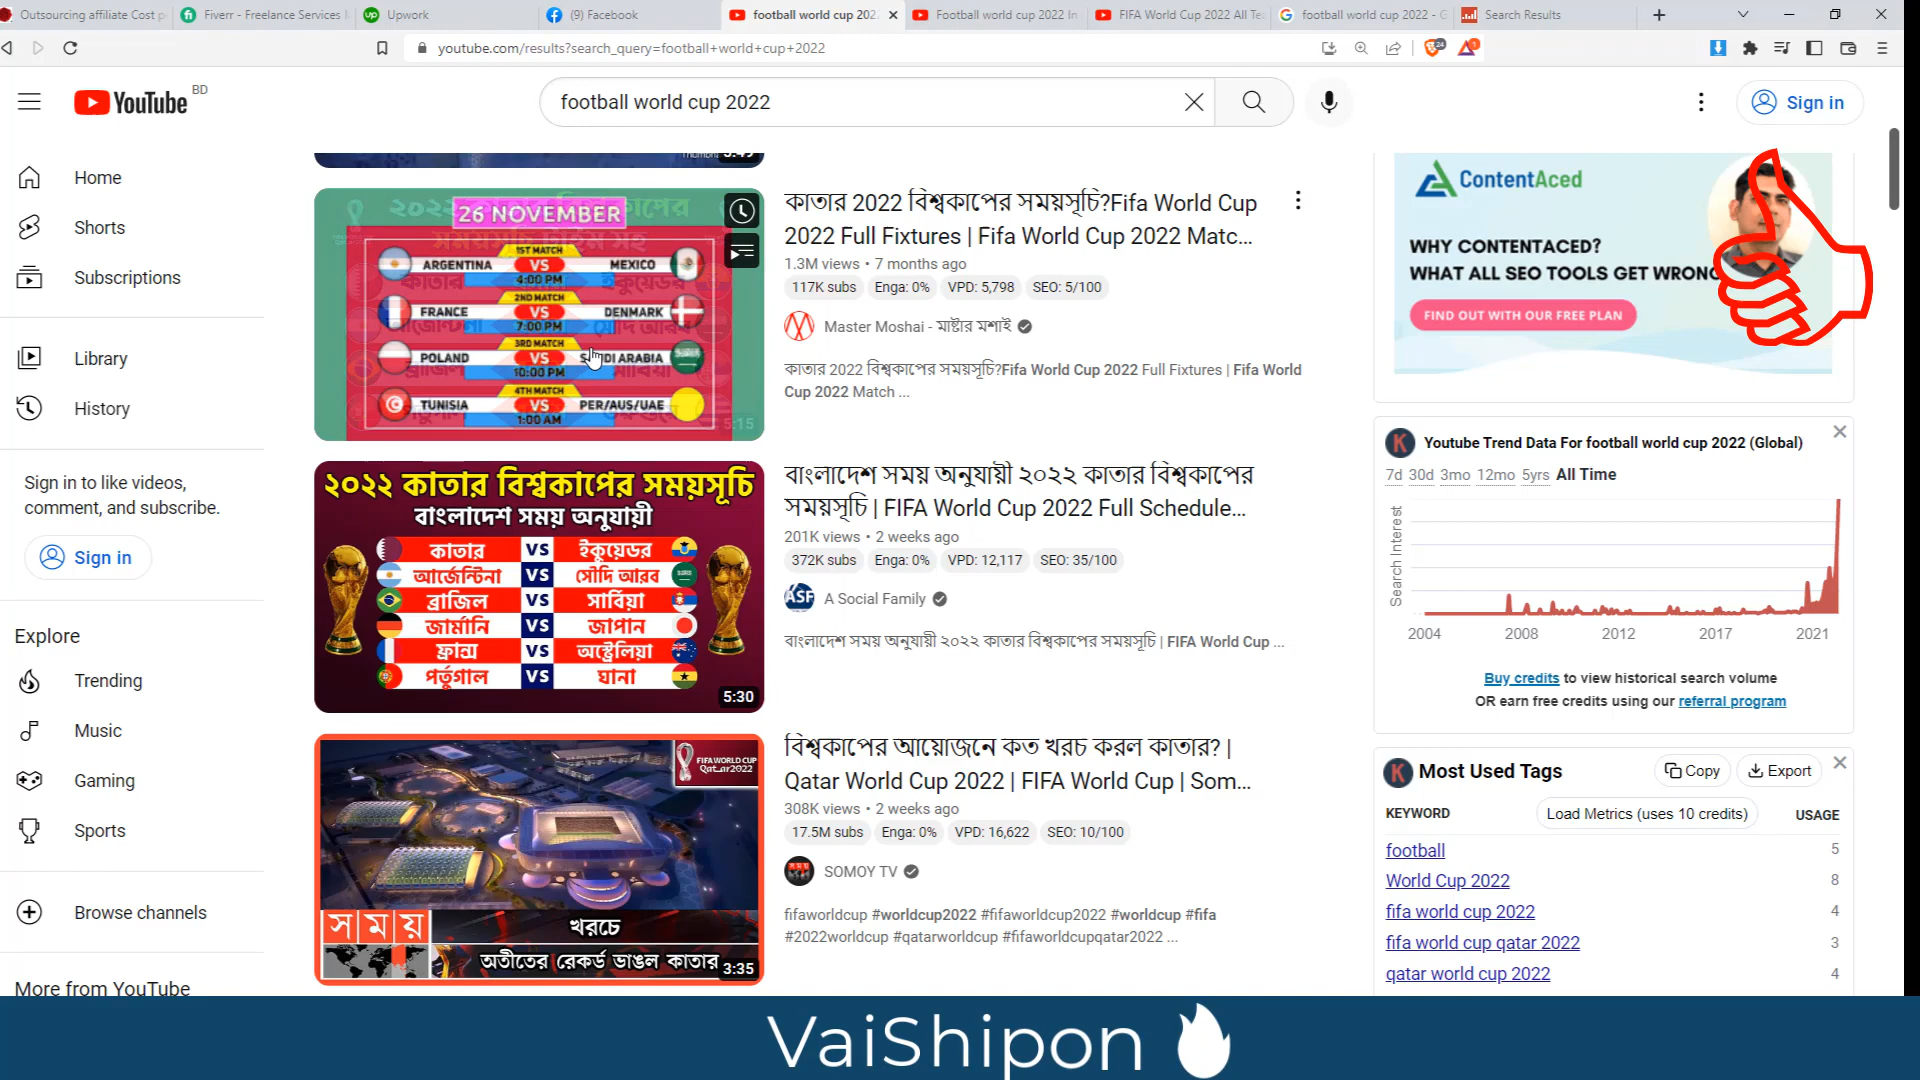 Outsourcing affiliate Cost p
Fiverr - Freelance Services
Upwork
(9) Facebook
football world cup 202
Football world cup 2022 In
FIFA World Cup 2022 All Te
football world cup 2022 - G
Search Results
youtube.com/results?search_query=football+world+cup+2022
24
1
YouTube BD
football world cup 2022
Sign in
Home
Shorts
Subscriptions
Library
History
Sign in to like videos,
comment, and subscribe.
Sign in
Explore
Trending
Music
Gaming
Sports
Browse channels
More from YouTube
3:49
26 NOVEMBER
1ST MATCH
ARGENTINA VS MEXICO
4:00 PM
2ND MATCH
FRANCE VS DENMARK
7:00 PM
3RD MATCH
POLAND VS SAUDI ARABIA
10:00 PM
4TH MATCH
TUNISIA VS PER/AUS/UAE
1:00 AM
5:15
কাতার 2022 বিশ্বকাপের সময়সূচি?Fifa World Cup
2022 Full Fixtures | Fifa World Cup 2022 Matc...
1.3M views • 7 months ago
117K subs Enga: 0% VPD: 5,798 SEO: 5/100
Master Moshai - মাষ্টার মশাই
কাতার 2022 বিশ্বকাপের সময়সূচি?Fifa World Cup 2022 Full Fixtures | Fifa World
Cup 2022 Match ...
২০২২ কাতার বিশ্বকাপের সময়সূচি
বাংলাদেশ সময় অনুযায়ী
কাতার VS ইকুয়েডর
আর্জেন্টিনা VS সৌদি আরব
ব্রাজিল VS সার্বিয়া
জার্মানি VS জাপান
ফ্রান্স VS অস্ট্রেলিয়া
পর্তুগাল VS ঘানা
5:30
বাংলাদেশ সময় অনুযায়ী ২০২২ কাতার বিশ্বকাপের
সময়সূচি | FIFA World Cup 2022 Full Schedule...
201K views • 2 weeks ago
372K subs Enga: 0% VPD: 12,117 SEO: 35/100
ASF A Social Family
বাংলাদেশ সময় অনুযায়ী ২০২২ কাতার বিশ্বকাপের সময়সূচি | FIFA World Cup ...
FIFA WORLD CUP
Qatar2022
সময়
খরচে
অতীতের রেকর্ড ভাঙল কাতার
3:35
বিশ্বকাপের আয়োজনে কত খরচ করল কাতার? |
Qatar World Cup 2022 | FIFA World Cup | Som...
308K views • 2 weeks ago
17.5M subs Enga: 0% VPD: 16,622 SEO: 10/100
SOMOY TV
fifaworldcup #worldcup2022 #fifaworldcup2022 #worldcup #fifa
#2022worldcup #qatarworldcup #fifaworldcupqatar2022 ...
ContentAced
WHY CONTENTACED?
WHAT ALL SEO TOOLS GET WRONG
FIND OUT WITH OUR FREE PLAN
K Youtube Trend Data For football world cup 2022 (Global)
7d 30d 3mo 12mo 5yrs All Time
Search Interest
2004 2008 2012 2017 2021
Buy credits to view historical search volume
OR earn free credits using our referral program
K Most Used Tags Copy Export
KEYWORD Load Metrics (uses 10 credits) USAGE
football 5
World Cup 2022 8
fifa world cup 2022 4
fifa world cup qatar 2022 3
qatar world cup 2022 4
VaiShipon